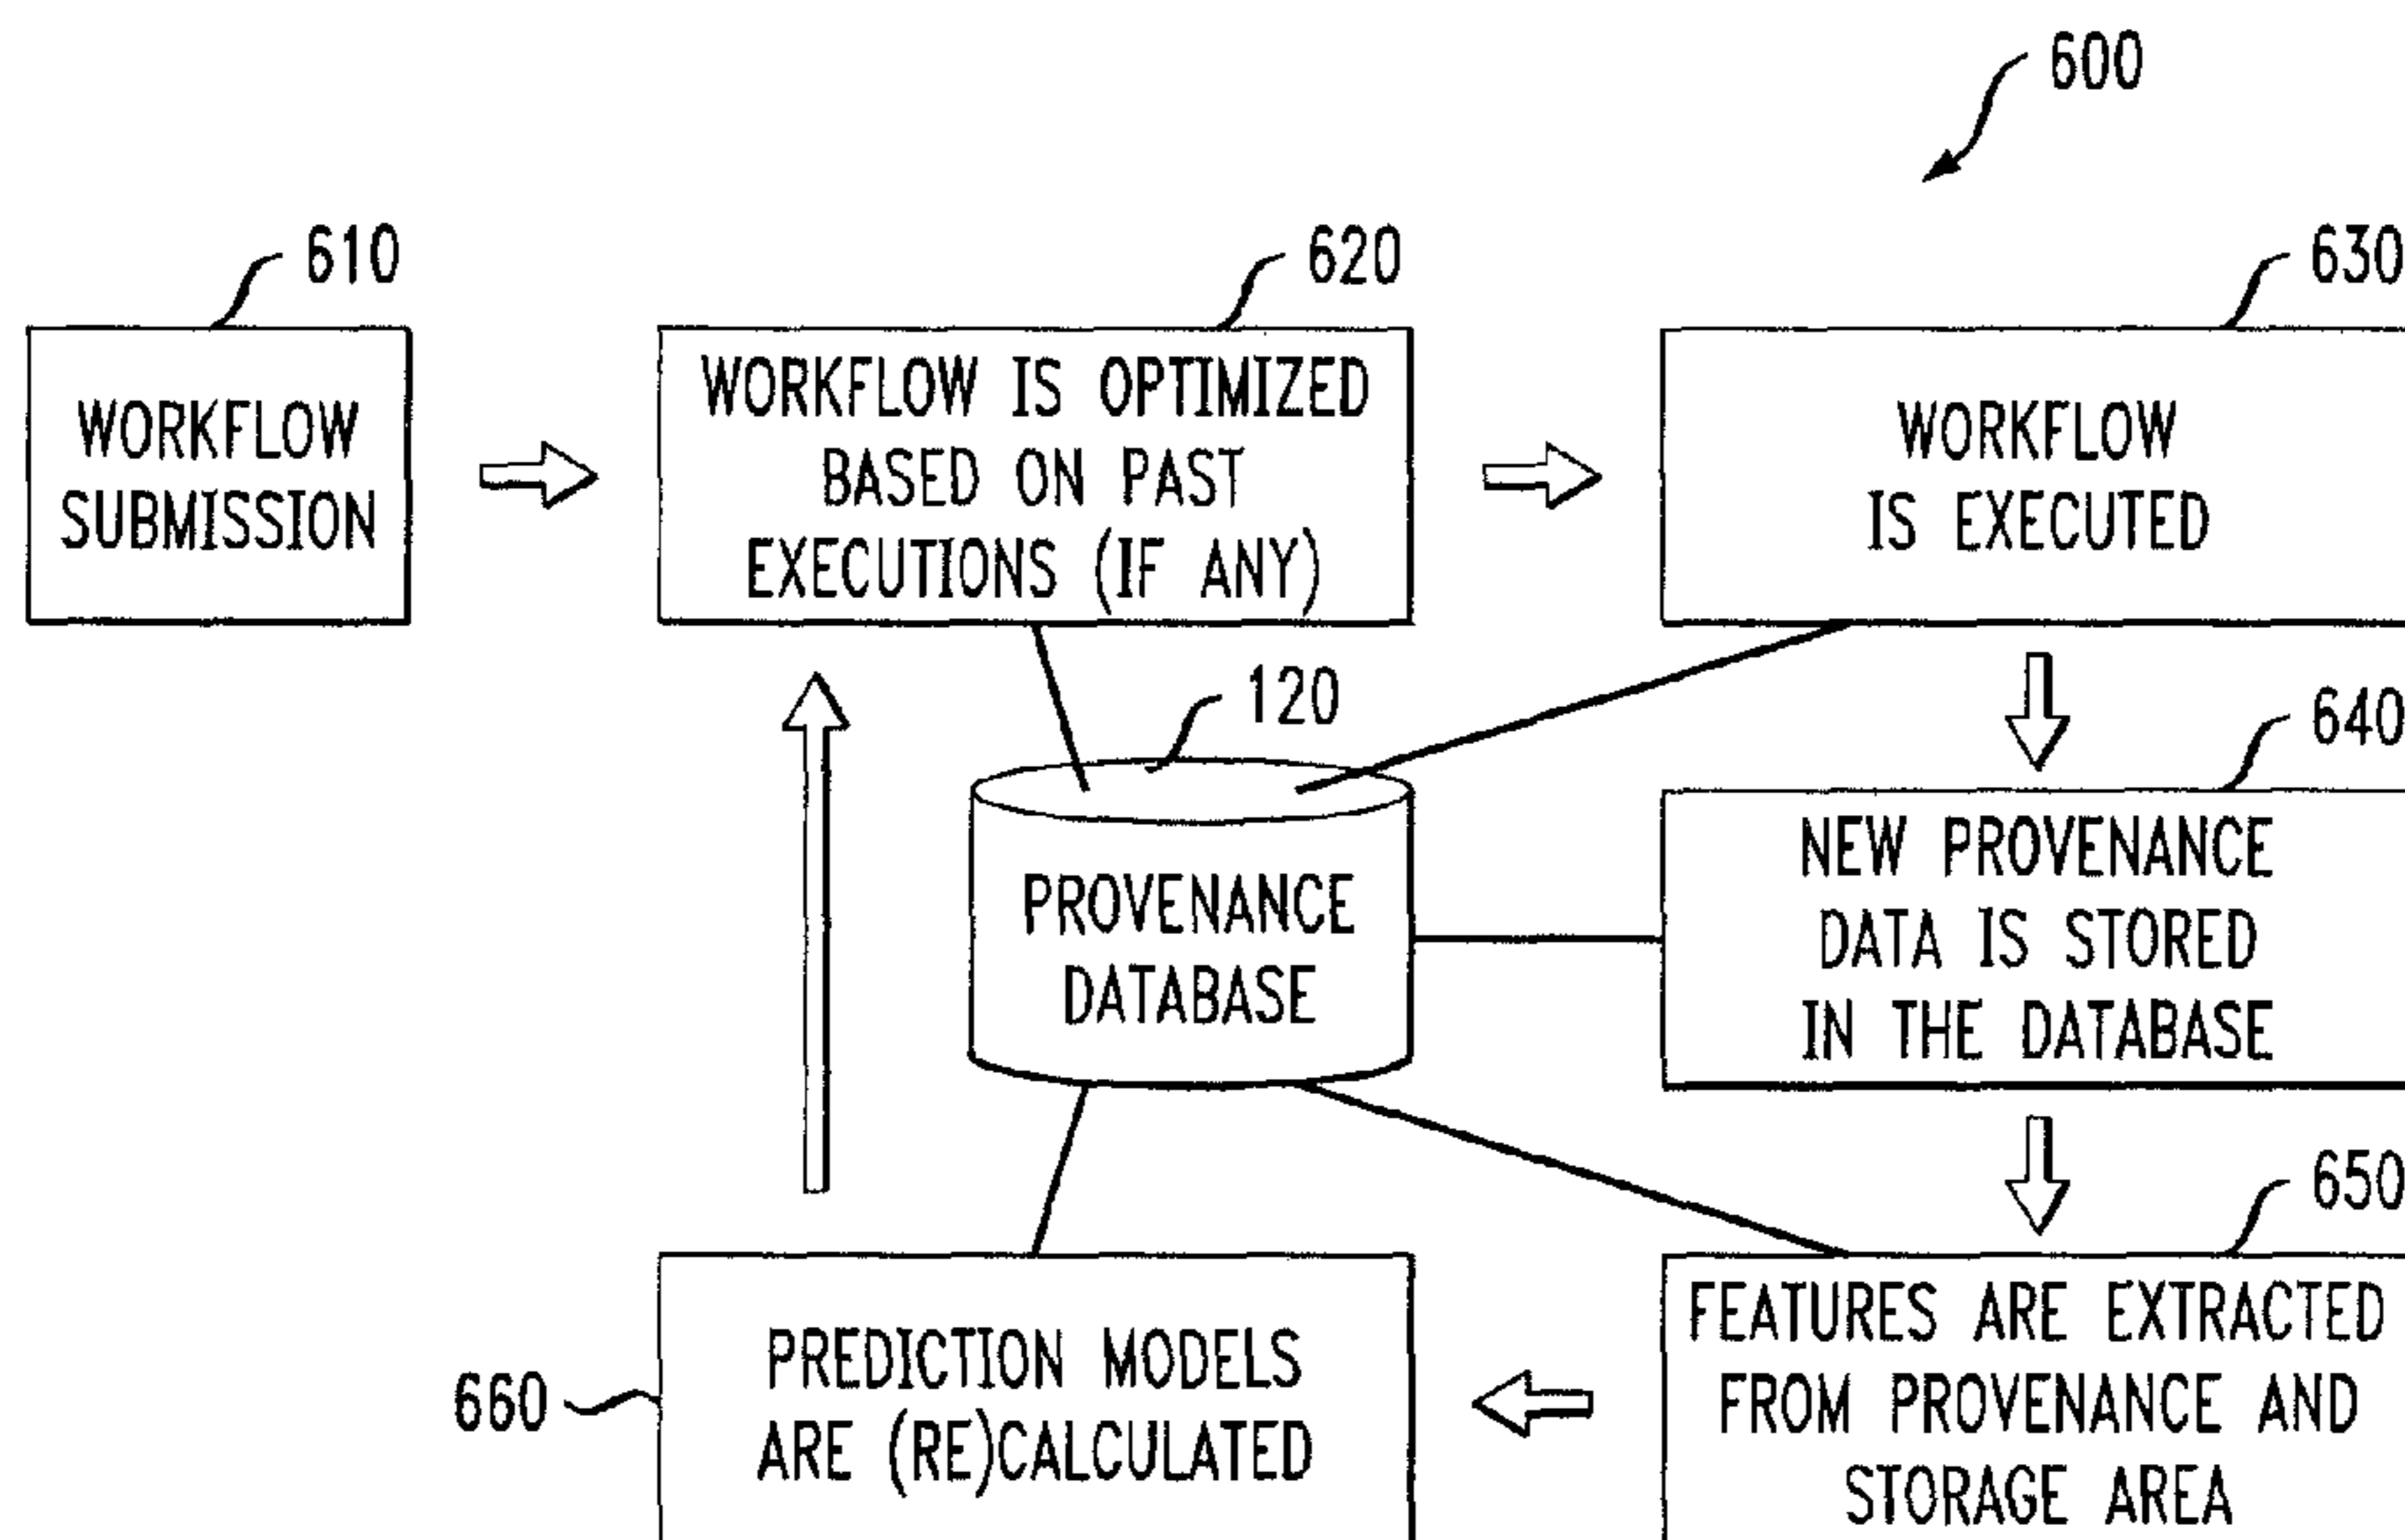 600
610
620
630
WORKFLOW
SUBMISSION
WORKFLOW IS OPTIMIZED
BASED ON PAST
EXECUTIONS (IF ANY)
WORKFLOW
IS EXECUTED
120
PROVENANCE
DATABASE
640
NEW PROVENANCE
DATA IS STORED
IN THE DATABASE
650
FEATURES ARE EXTRACTED
FROM PROVENANCE AND
STORAGE AREA
660
PREDICTION MODELS
ARE (RE)CALCULATED